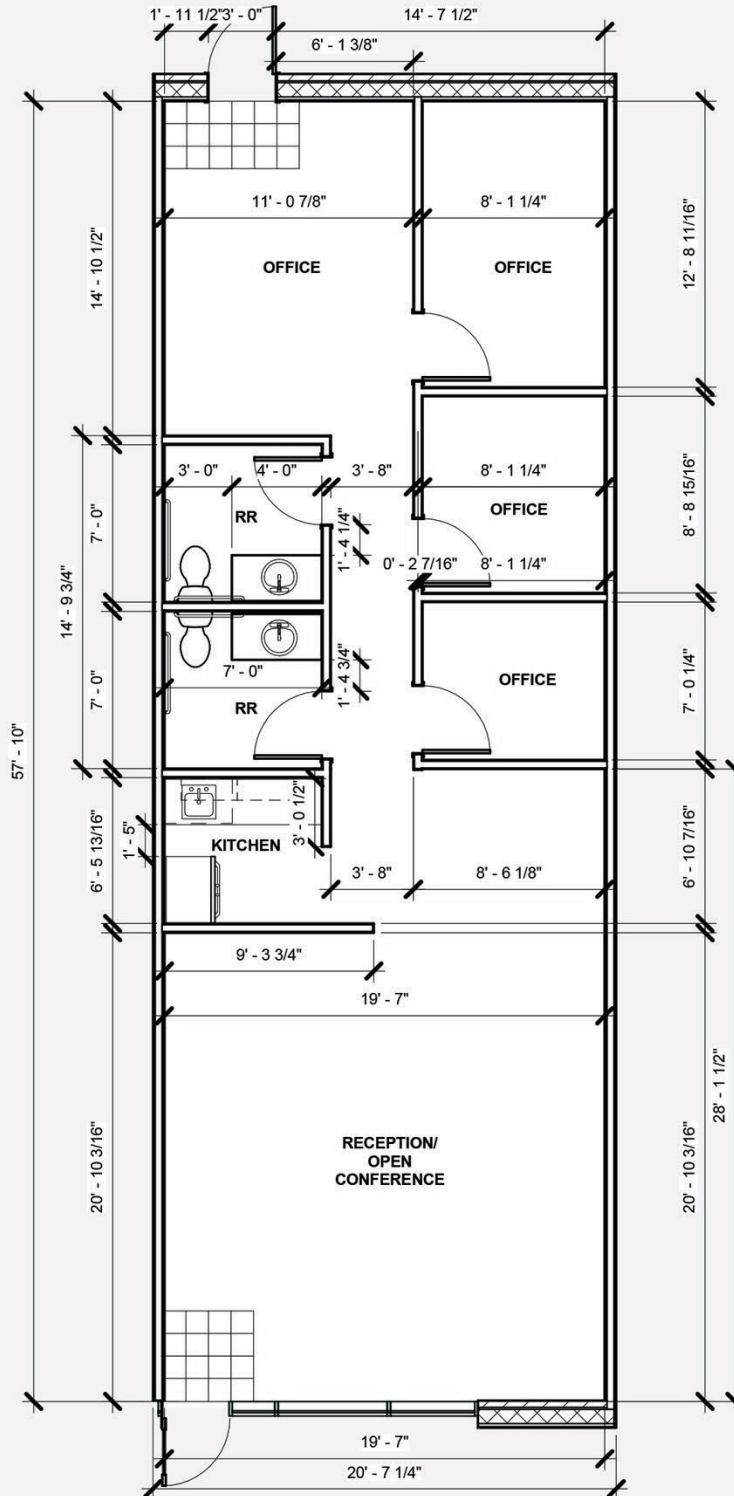 1' - 11 1/2"
3' - 0"
14' - 7 1/2"
6' - 1 3/8"
11' - 0 7/8"
8' - 1 1/4"
14' - 10 1/2"
12' - 8 11/16"
OFFICE
OFFICE
3' - 0"
4' - 0"
3' - 8"
8' - 1 1/4"
7' - 0"
RR
OFFICE
8' - 8 15/16"
1' - 4 1/4"
0' - 2 7/16"
8' - 1 1/4"
14' - 9 3/4"
7' - 0"
1' - 4 3/4"
OFFICE
7' - 0 1/4"
7' - 0"
RR
57' - 10"
3' - 0 1/2"
1' - 5"
KITCHEN
6' - 5 13/16"
6' - 10 7/16"
3' - 8"
8' - 6 1/8"
9' - 3 3/4"
19' - 7"
28' - 1 1/2"
RECEPTION/
OPEN
CONFERENCE
20' - 10 3/16"
20' - 10 3/16"
19' - 7"
20' - 7 1/4"